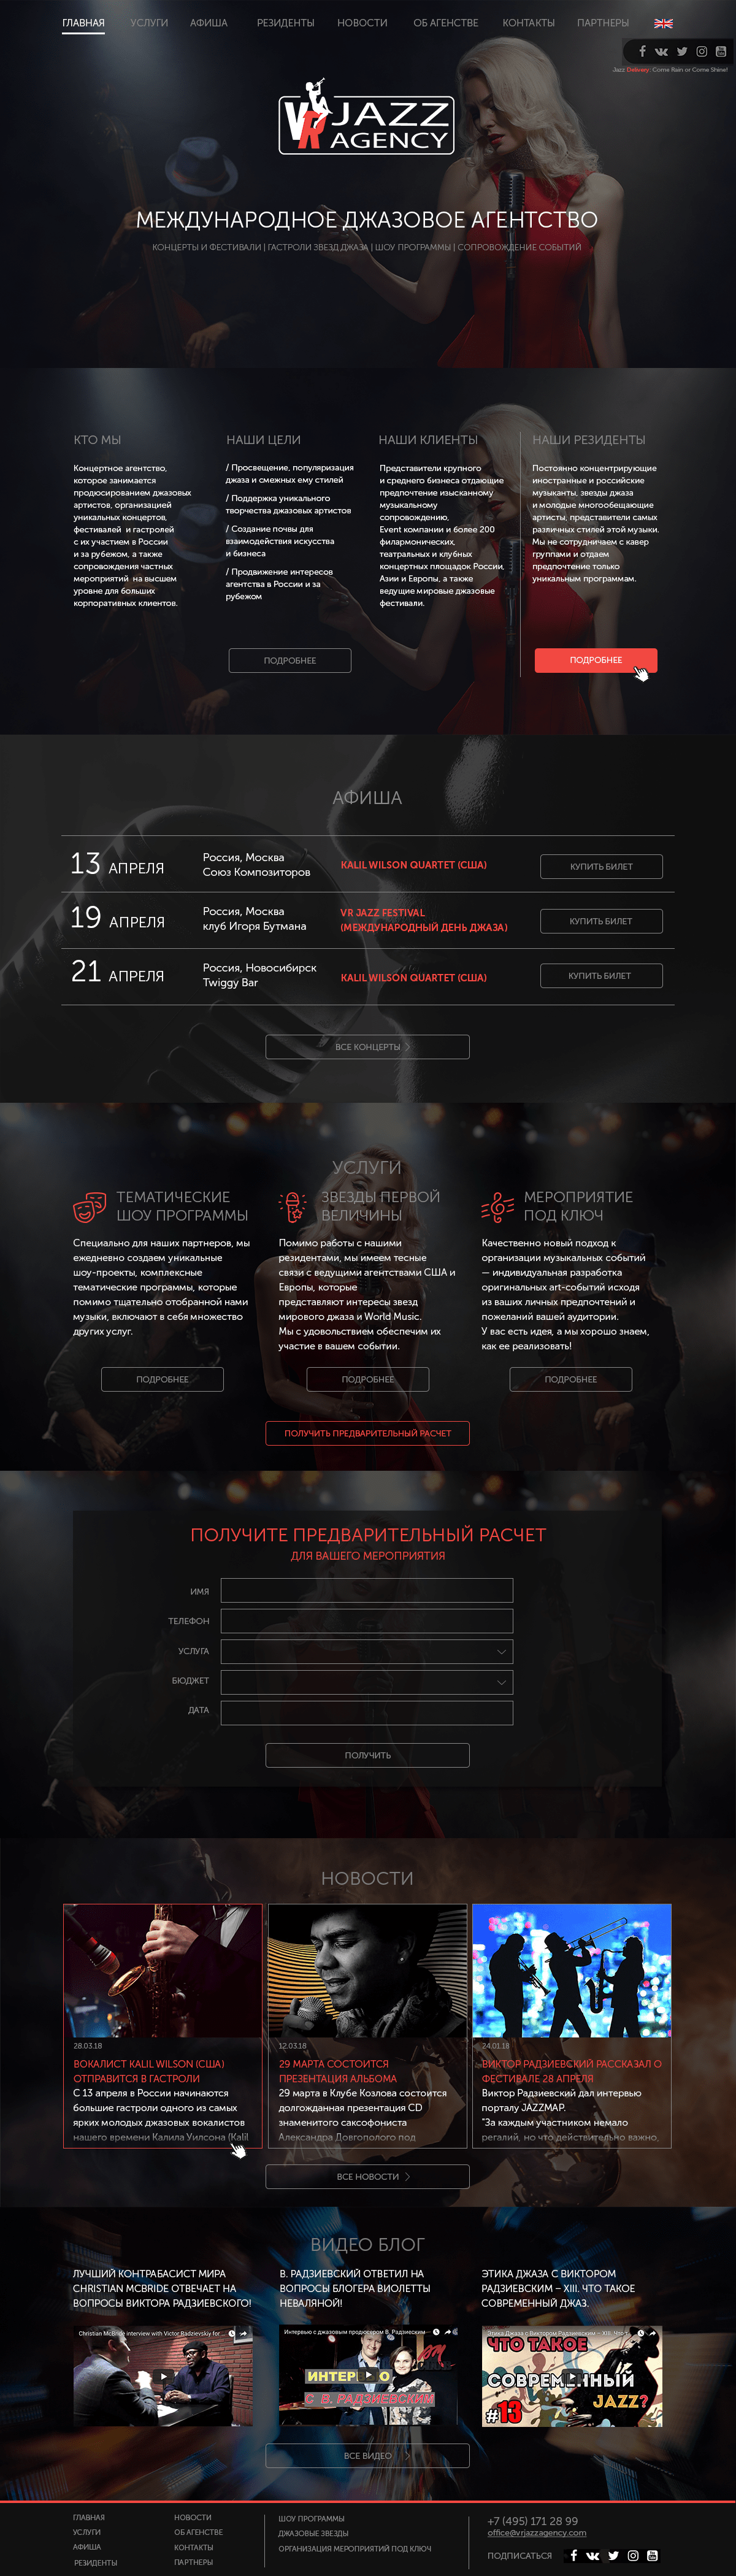 ГЛАВНАЯ УСЛУГИ АФИША РЕЗИДЕНТЫ НОВОСТИ ОБ АГЕНСТВЕ КОНТАКТЫ ПАРТНЕРЫ
Jazz Delivery: Come Rain or Come Shine!
VR JAZZ
AGENCY
МЕЖДУНАРОДНОЕ ДЖАЗОВОЕ АГЕНТСТВО
КОНЦЕРТЫ И ФЕСТИВАЛИ | ГАСТРОЛИ ЗВЕЗД ДЖАЗА | ШОУ ПРОГРАММЫ | СОПРОВОЖДЕНИЕ СОБЫТИЙ
КТО МЫ
Концертное агентство,
которое занимается
продюсированием джазовых
артистов, организацией
уникальных концертов,
фестивалей и гастролей
с их участием в России
и за рубежом, а также
сопровождения частных
мероприятий на высшем
уровне для больших
корпоративных клиентов.
НАШИ ЦЕЛИ
/ Просвещение, популяризация
джаза и смежных ему стилей
/ Поддержка уникального
творчества джазовых артистов
/ Создание почвы для
взаимодействия искусства
и бизнеса
/ Продвижение интересов
агентства в России и за
рубежом
ПОДРОБНЕЕ
НАШИ КЛИЕНТЫ
Представители крупного
и среднего бизнеса отдающие
предпочтение изысканному
музыкальному
сопровождению,
Event компании и более 200
филармонических,
театральных и клубных
концертных площадок России,
Азии и Европы, а также
ведущие мировые джазовые
фестивали.
НАШИ РЕЗИДЕНТЫ
Постоянно концентрирующие
иностранные и российские
музыканты, звезды джаза
и молодые многообещающие
артисты, представители самых
различных стилей этой музыки.
Мы не сотрудничаем с кавер
группами и отдаем
предпочтение только
уникальным программам.
ПОДРОБНЕЕ
АФИША
13 АПРЕЛЯ
Россия, Москва
Союз Композиторов
KALIL WILSON QUARTET (США)
КУПИТЬ БИЛЕТ
19 АПРЕЛЯ
Россия, Москва
клуб Игоря Бутмана
VR JAZZ FESTIVAL
(МЕЖДУНАРОДНЫЙ ДЕНЬ ДЖАЗА)
КУПИТЬ БИЛЕТ
21 АПРЕЛЯ
Россия, Новосибирск
Twiggy Bar
KALIL WILSON QUARTET (США)
КУПИТЬ БИЛЕТ
ВСЕ КОНЦЕРТЫ
УСЛУГИ
ТЕМАТИЧЕСКИЕ
ШОУ ПРОГРАММЫ
Специально для наших партнеров, мы
ежедневно создаем уникальные
шоу-проекты, комплексные
тематические программы, которые
помимо тщательно отобранной нами
музыки, включают в себя множество
других услуг.
ПОДРОБНЕЕ
ЗВЕЗДЫ ПЕРВОЙ
ВЕЛИЧИНЫ
Помимо работы с нашими
резидентами, мы имеем тесные
связи с ведущими агентствами США и
Европы, которые
представляют интересы звезд
мирового джаза и World Music.
Мы с удовольствием обеспечим их
участие в вашем событии.
ПОДРОБНЕЕ
МЕРОПРИЯТИЕ
ПОД КЛЮЧ
Качественно новый подход к
организации музыкальных событий
— индивидуальная разработка
оригинальных art-событий исходя
из ваших личных предпочтений и
пожеланий вашей аудитории.
У вас есть идея, а мы хорошо знаем,
как ее реализовать!
ПОДРОБНЕЕ
ПОЛУЧИТЬ ПРЕДВАРИТЕЛЬНЫЙ РАСЧЕТ
ПОЛУЧИТЕ ПРЕДВАРИТЕЛЬНЫЙ РАСЧЕТ
ДЛЯ ВАШЕГО МЕРОПРИЯТИЯ
ИМЯ
ТЕЛЕФОН
УСЛУГА
БЮДЖЕТ
ДАТА
ПОЛУЧИТЬ
НОВОСТИ
28.03.18
ВОКАЛИСТ KALIL WILSON (США)
ОТПРАВИТСЯ В ГАСТРОЛИ
С 13 апреля в России начинаются
большие гастроли одного из самых
ярких молодых джазовых вокалистов
нашего времени Калила Уилсона (Kalil
12.03.18
29 МАРТА СОСТОИТСЯ
ПРЕЗЕНТАЦИЯ АЛЬБОМА
29 марта в Клубе Козлова состоится
долгожданная презентация CD
знаменитого саксофониста
Александра Довгополого под
24.01.18
ВИКТОР РАДЗИЕВСКИЙ РАССКАЗАЛ О
ФЕСТИВАЛЕ 28 АПРЕЛЯ
Виктор Радзиевский дал интервью
порталу JAZZMAP.
"За каждым участником немало
регалий, но что действительно важно,
ВСЕ НОВОСТИ
ВИДЕО БЛОГ
ЛУЧШИЙ КОНТРАБАСИСТ МИРА
CHRISTIAN MCBRIDE ОТВЕЧАЕТ НА
ВОПРОСЫ ВИКТОРА РАДЗИЕВСКОГО!
Christian McBride interview with Victor Radzievskiy for ...
В. РАДЗИЕВСКИЙ ОТВЕТИЛ НА
ВОПРОСЫ БЛОГЕРА ВИОЛЕТТЫ
НЕВАЛЯНОЙ!
Интервью с джазовым продюсером В. Радзиевским...
ИНТЕРВЬЮ
С В. РАДЗИЕВСКИМ
ЭТИКА ДЖАЗА С ВИКТОРОМ
РАДЗИЕВСКИМ – XIII. ЧТО ТАКОЕ
СОВРЕМЕННЫЙ ДЖАЗ.
Этика Джаза с Виктором Радзиевским – XIII. Что т...
ЧТО ТАКОЕ
СОВРЕМЕННЫЙ
JAZZ?
#13
ВСЕ ВИДЕО
ГЛАВНАЯ
УСЛУГИ
АФИША
РЕЗИДЕНТЫ
НОВОСТИ
ОБ АГЕНСТВЕ
КОНТАКТЫ
ПАРТНЕРЫ
ШОУ ПРОГРАММЫ
ДЖАЗОВЫЕ ЗВЕЗДЫ
ОРГАНИЗАЦИЯ МЕРОПРИЯТИЙ ПОД КЛЮЧ
+7 (495) 171 28 99
office@vrjazzagency.com
ПОДПИСАТЬСЯ